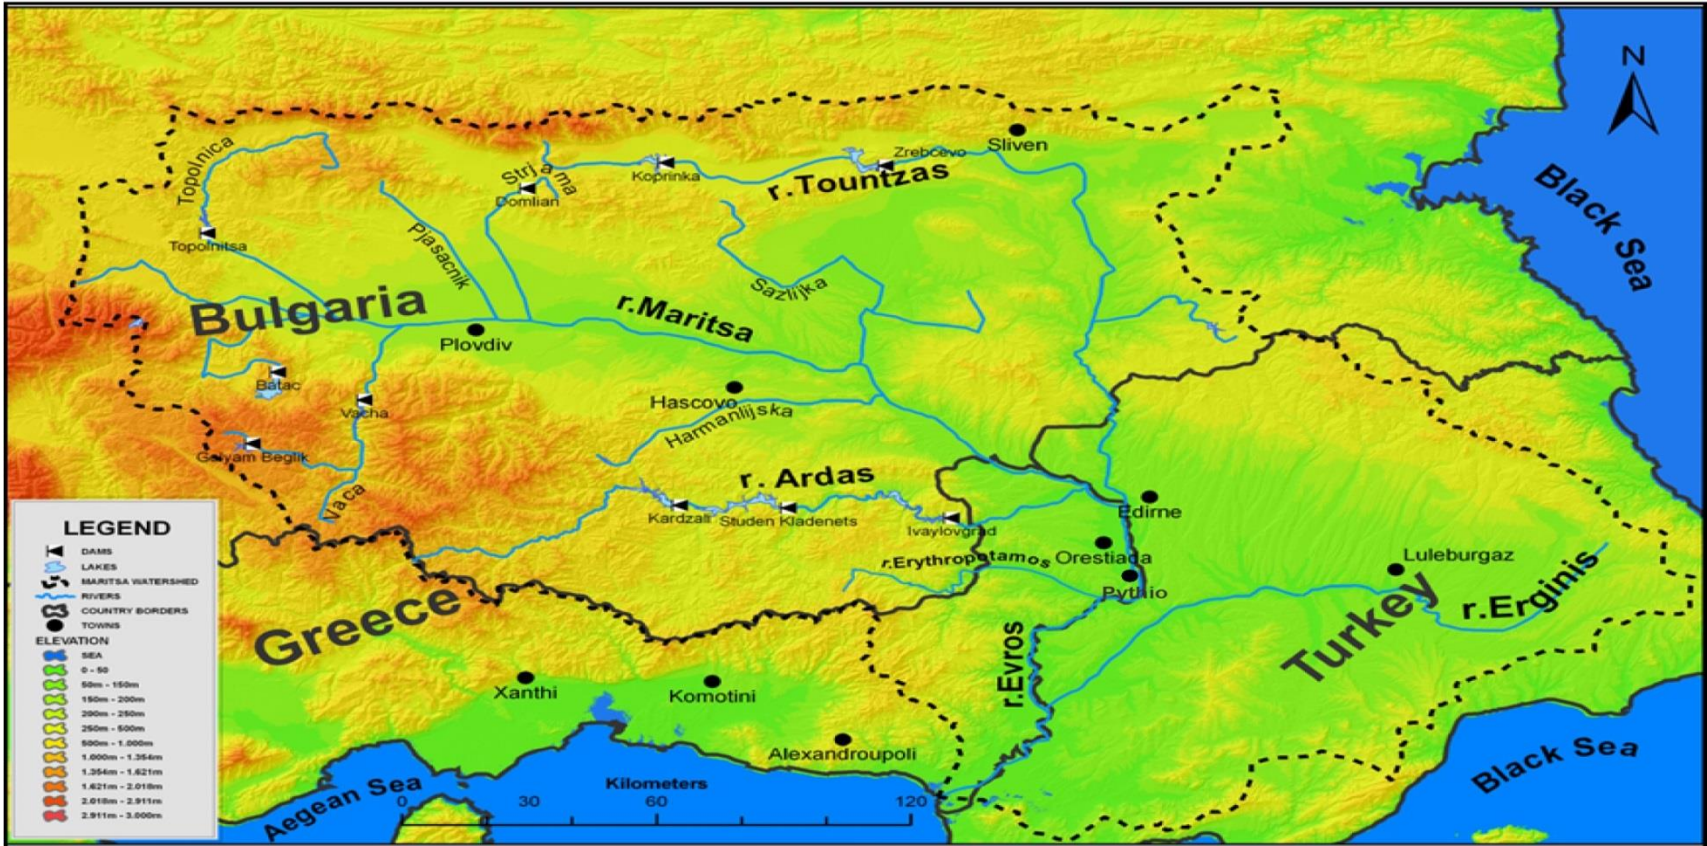 N
Sliven
Zrebcevo
Topolnica
Strjama
Koprinka
r.Tountzas
Domlian
Black Sea
Topolnitsa
Pjasacnik
Sazlijka
Bulgaria
r.Maritsa
Plovdiv
Batac
Hascovo
Vacha
Harmanlijska
Golyam Beglik
r. Ardas
Vaca
Kardzali
Studen Kladenets
Ivaylovgrad
Edirne
r.Erythropotamos
Orestiada
Luleburgaz
Pythio
r.Erginis
Greece
Turkey
r.Evros
Xanthi
Komotini
Alexandroupoli
Black Sea
Aegean Sea
Kilometers
0 30 60 120
LEGEND
DAMS
LAKES
MARITSA WATERSHED
RIVERS
COUNTRY BORDERS
TOWNS
ELEVATION
SEA
0 - 50
50m - 150m
150m - 200m
200m - 250m
250m - 500m
500m - 1.000m
1.000m - 1.354m
1.354m - 1.621m
1.621m - 2.018m
2.018m - 2.911m
2.911m - 3.000m